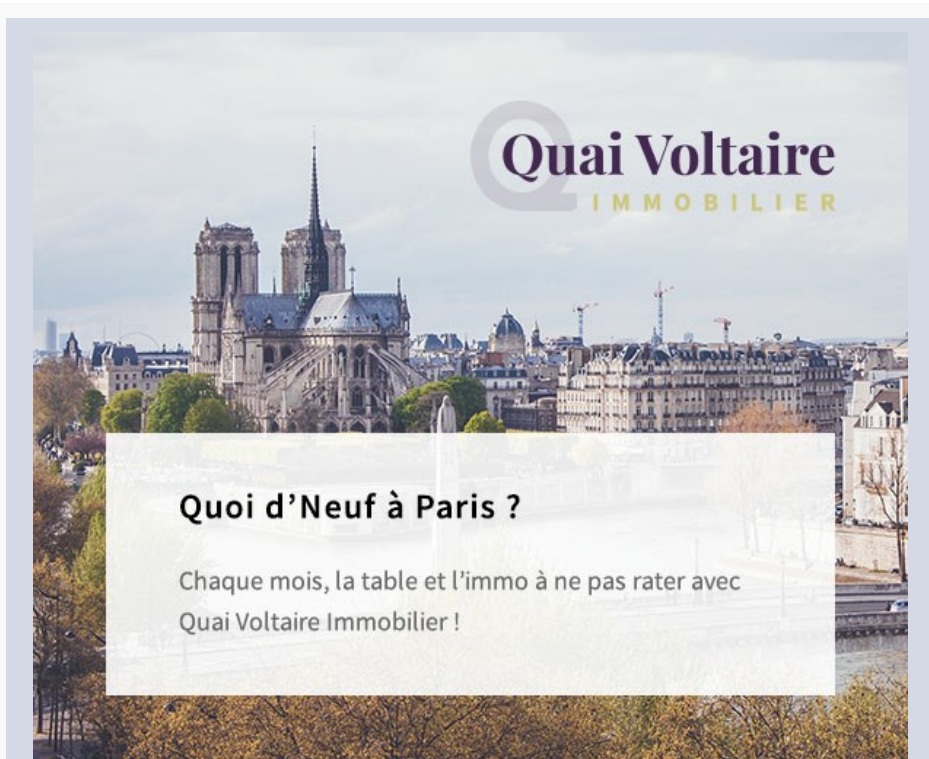 Quai Voltaire
IMMOBILIER
Quoi d’Neuf à Paris ?
Chaque mois, la table et l’immo à ne pas rater avec
Quai Voltaire Immobilier !